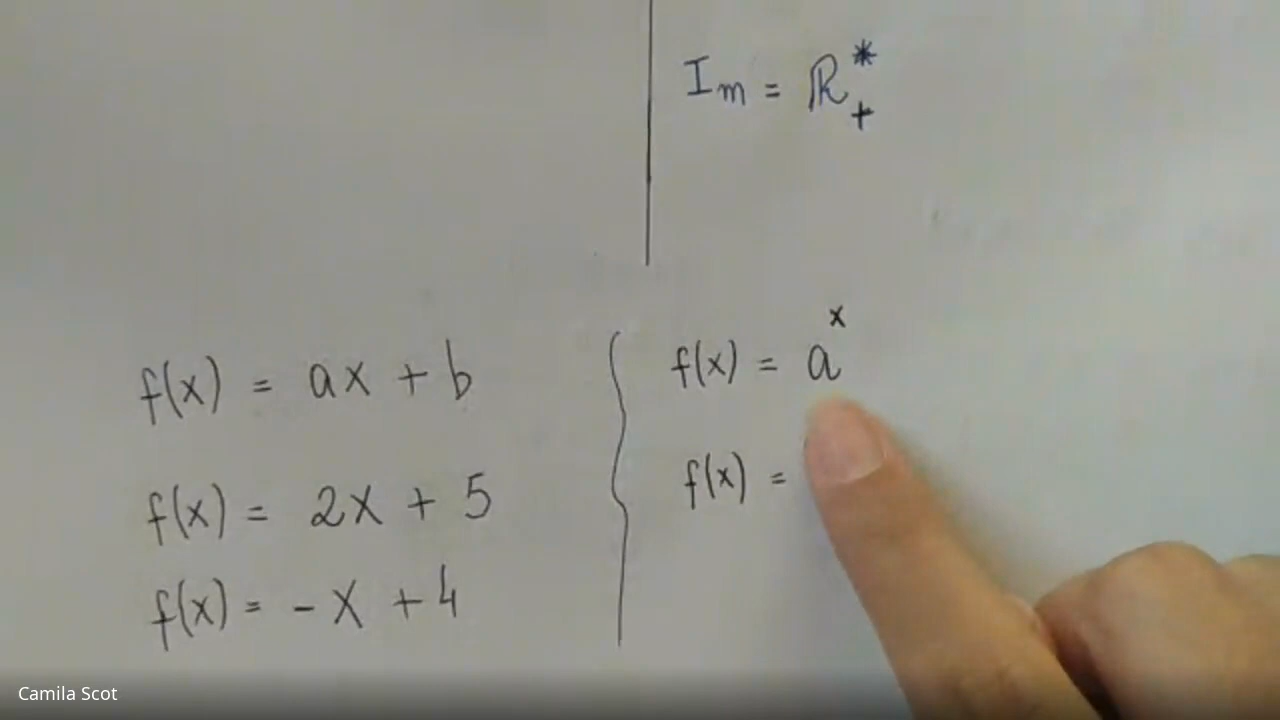 Im = ℝ*₊
f(x) = ax + b
f(x) = 2x + 5
f(x) = -x + 4
f(x) = aˣ
f(x) =
Camila Scot